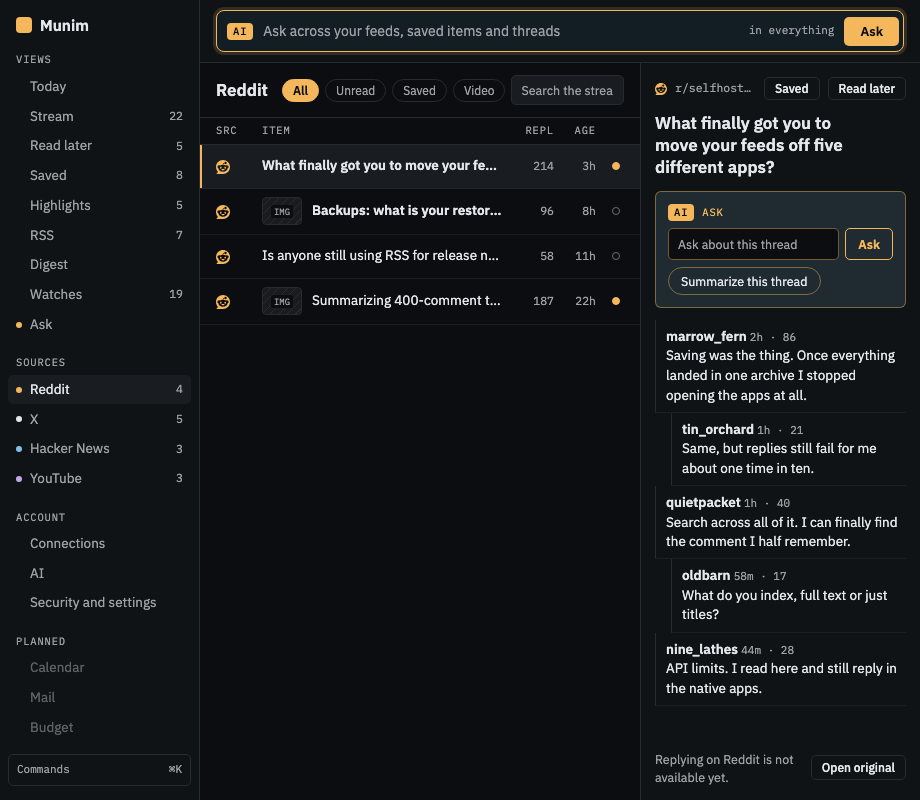 Munim
VIEWS
Today
Stream 22
Read later 5
Saved 8
Highlights 5
RSS 7
Digest
Watches 19
Ask
SOURCES
Reddit 4
X 5
Hacker News 3
YouTube 3
ACCOUNT
Connections
AI
Security and settings
PLANNED
Calendar
Mail
Budget
Commands ⌘K
AI Ask across your feeds, saved items and threads in everything Ask
Reddit All Unread Saved Video Search the strea
SRC ITEM REPL AGE
What finally got you to move your fe... 214 3h
IMG Backups: what is your restor... 96 8h
Is anyone still using RSS for release n... 58 11h
IMG Summarizing 400-comment t... 187 22h
r/selfhost… Saved Read later
What finally got you to
move your feeds off five
different apps?
AI ASK
Ask about this thread Ask
Summarize this thread
marrow_fern 2h · 86
Saving was the thing. Once everything
landed in one archive I stopped
opening the apps at all.
tin_orchard 1h · 21
Same, but replies still fail for me
about one time in ten.
quietpacket 1h · 40
Search across all of it. I can finally find
the comment I half remember.
oldbarn 58m · 17
What do you index, full text or just
titles?
nine_lathes 44m · 28
API limits. I read here and still reply in
the native apps.
Replying on Reddit is not
available yet.
Open original